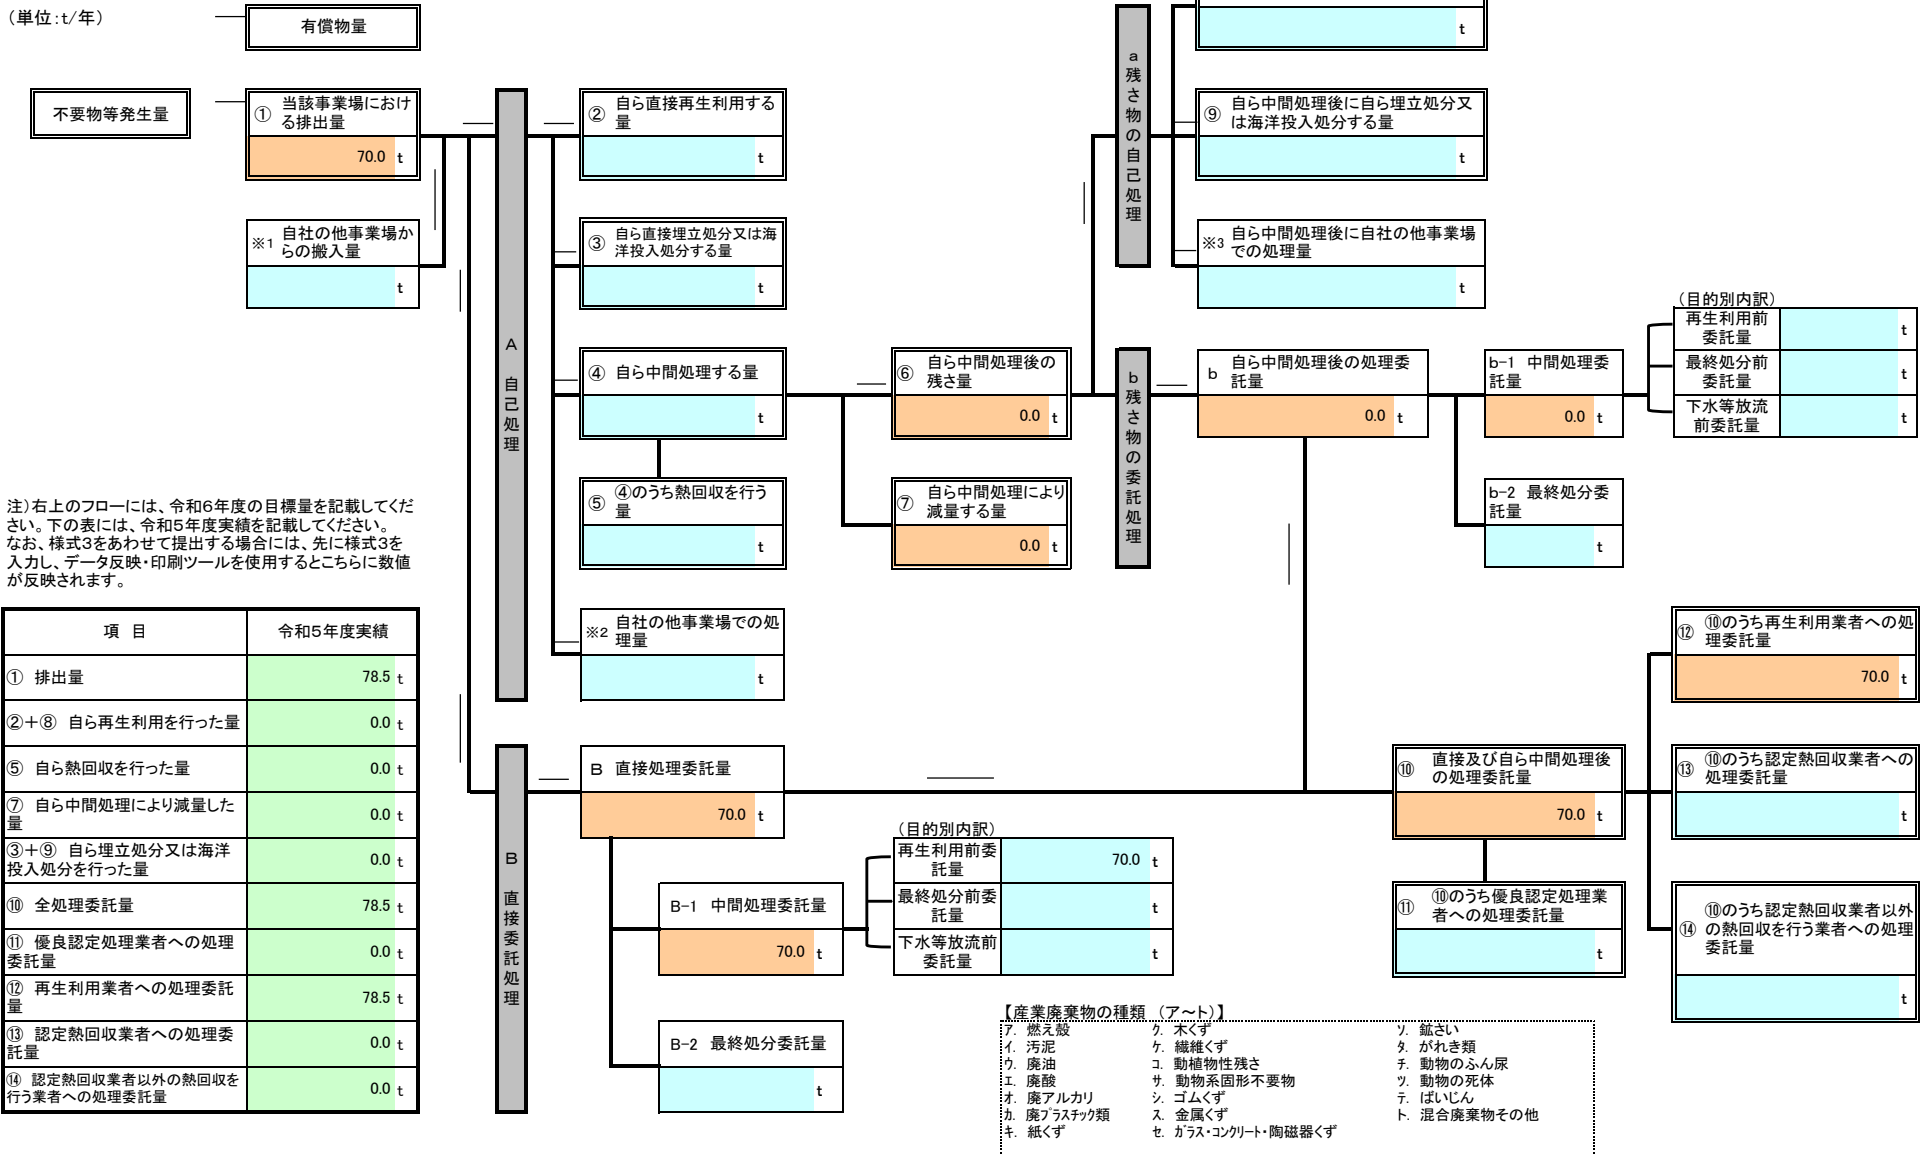 （単位：t/年）
有償物量
不要物等発生量
① 当該事業場におけ
る排出量
70.0 t
※1 自社の他事業場か
らの搬入量
t
A 自己処理
② 自ら直接再生利用する
量
t
③ 自ら直接埋立処分又は海
洋投入処分する量
t
④ 自ら中間処理する量
t
⑤ ④のうち熱回収を行う
量
t
※2 自社の他事業場での処
理量
t
⑥ 自ら中間処理後の
残さ量
0.0 t
⑦ 自ら中間処理により
減量する量
0.0 t
a 残さ物の自己処理
t
⑨ 自ら中間処理後に自ら埋立処分又
は海洋投入処分する量
t
※3 自ら中間処理後に自社の他事業場
での処理量
t
b 残さ物の委託処理
b 自ら中間処理後の処理委
託量
0.0 t
b-1 中間処理委
託量
0.0 t
b-2 最終処分委
託量
t
（目的別内訳）
再生利用前
委託量
t
最終処分前
委託量
t
下水等放流
前委託量
t
注）右上のフローには、令和６年度の目標量を記載してくだ
さい。下の表には、令和５年度実績を記載してください。
なお、様式３をあわせて提出する場合には、先に様式３を
入力し、データ反映・印刷ツールを使用するとこちらに数値
が反映されます。
項 目 令和５年度実績
① 排出量 78.5 t
②＋⑧ 自ら再生利用を行った量 0.0 t
⑤ 自ら熱回収を行った量 0.0 t
⑦ 自ら中間処理により減量した
量 0.0 t
③＋⑨ 自ら埋立処分又は海洋
投入処分を行った量 0.0 t
⑩ 全処理委託量 78.5 t
⑪ 優良認定処理業者への処理
委託量 0.0 t
⑫ 再生利用業者への処理委託
量 78.5 t
⑬ 認定熱回収業者への処理委
託量 0.0 t
⑭ 認定熱回収業者以外の熱回収を
行う業者への処理委託量 0.0 t
B 直接委託処理
B 直接処理委託量
70.0 t
B-1 中間処理委託量
70.0 t
B-2 最終処分委託量
t
（目的別内訳）
再生利用前委
託量
70.0 t
最終処分前委
託量
t
下水等放流前
委託量
t
⑩ 直接及び自ら中間処理後
の処理委託量
70.0 t
⑪ ⑩のうち優良認定処理業
者への処理委託量
t
⑫ ⑩のうち再生利用業者への処
理委託量
70.0 t
⑬ ⑩のうち認定熱回収業者への
処理委託量
t
⑭ ⑩のうち認定熱回収業者以外
の熱回収を行う業者への処理
委託量
t
【産業廃棄物の種類 （ア～ト）】
ア. 燃え殻
イ. 汚泥
ウ. 廃油
エ. 廃酸
オ. 廃アルカリ
カ. 廃プラスチック類
キ. 紙くず
ク. 木くず
ケ. 繊維くず
コ. 動植物性残さ
サ. 動物系固形不要物
シ. ゴムくず
ス. 金属くず
セ. ガラス・コンクリート・陶磁器くず
ソ. 鉱さい
タ. がれき類
チ. 動物のふん尿
ツ. 動物の死体
テ. ばいじん
ト. 混合廃棄物その他